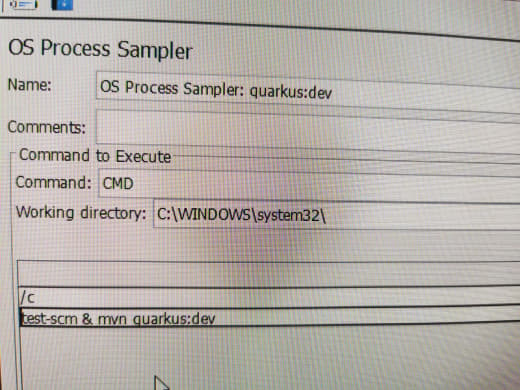 OS Process Sampler
Name: OS Process Sampler: quarkus:dev
Comments:
Command to Execute
Command: CMD
Working directory: C:\WINDOWS\system32\
/c
test-scm & mvn quarkus:dev